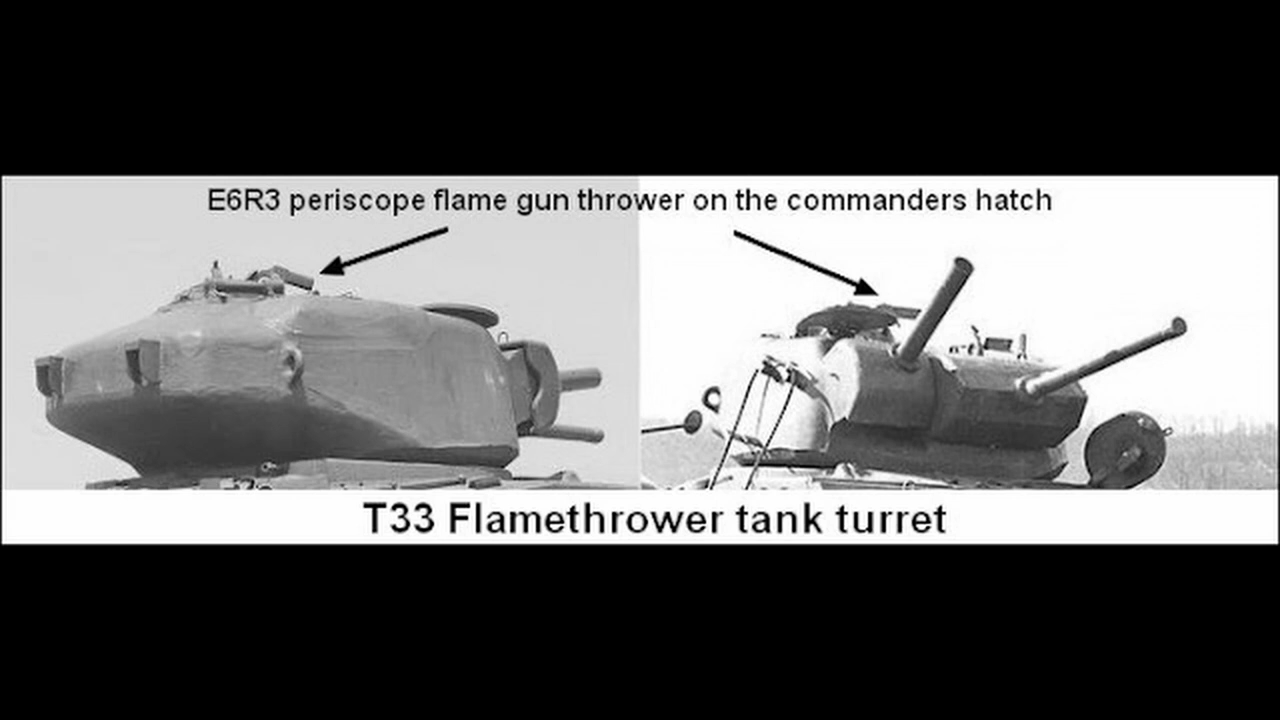 E6R3 periscope flame gun thrower on the commanders hatch
T33 Flamethrower tank turret